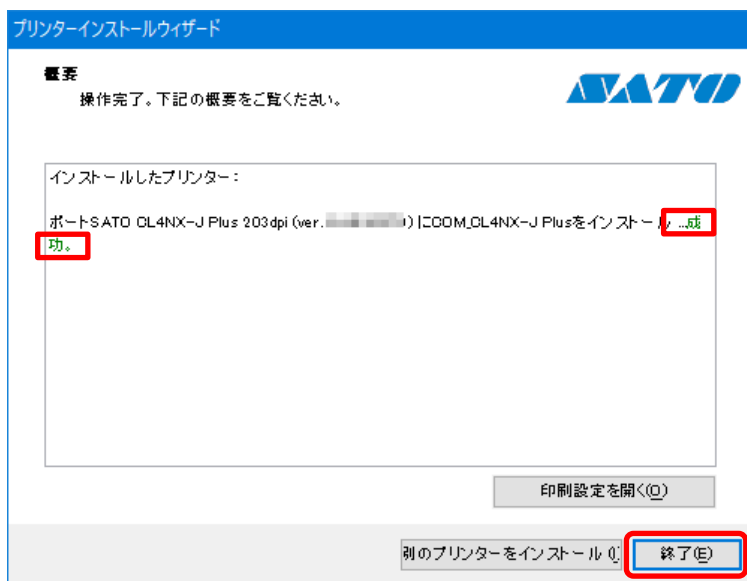 プリンターインストールウィザード
概要
操作完了。下記の概要をご覧ください。
SATO
インストールしたプリンター：
ポートSATO CL4NX-J Plus 203dpi (ver. ) にCOM_CL4NX-J Plusをインストール ...成
功。
印刷設定を開く(O)
別のプリンターをインストール (I)
終了(E)